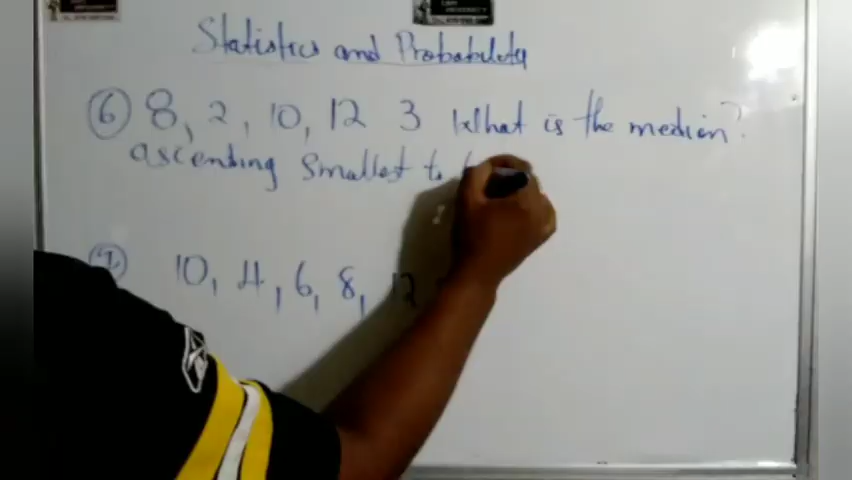 Statistics and Probability
⑥ 8, 2, 10, 12 3 What is the median?
ascending smallest to
⑦ 10, 4, 6, 8, 12